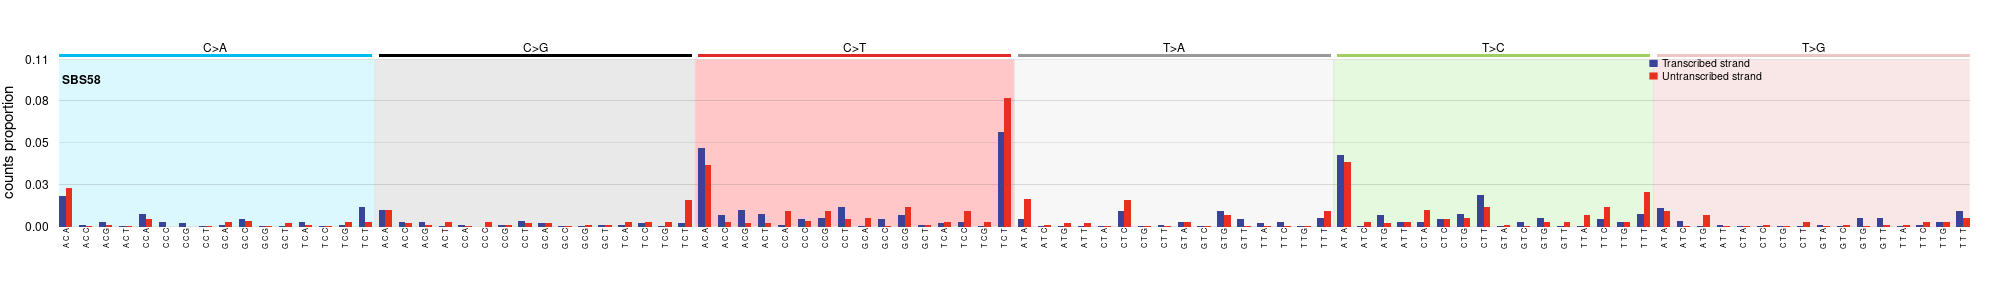 C>A C>G C>T T>A T>C T>G
0.11
SBS58
Transcribed strand
Untranscribed strand
0.08
0.05
0.03
0.00
counts proportion
ACA ACC ACG ACT CCA CCC CCG CCT GCA GCC GCG GCT TCA TCC TCG TCT ACA ACC ACG ACT CCA CCC CCG CCT GCA GCC GCG GCT TCA TCC TCG TCT ACA ACC ACG ACT CCA CCC CCG CCT GCA GCC GCG GCT TCA TCC TCG TCT ATA ATC ATG ATT CTA CTC CTG CTT GTA GTC GTG GTT TTA TTC TTG TTT ATA ATC ATG ATT CTA CTC CTG CTT GTA GTC GTG GTT TTA TTC TTG TTT ATA ATC ATG ATT CTA CTC CTG CTT GTA GTC GTG GTT TTA TTC TTG TTT